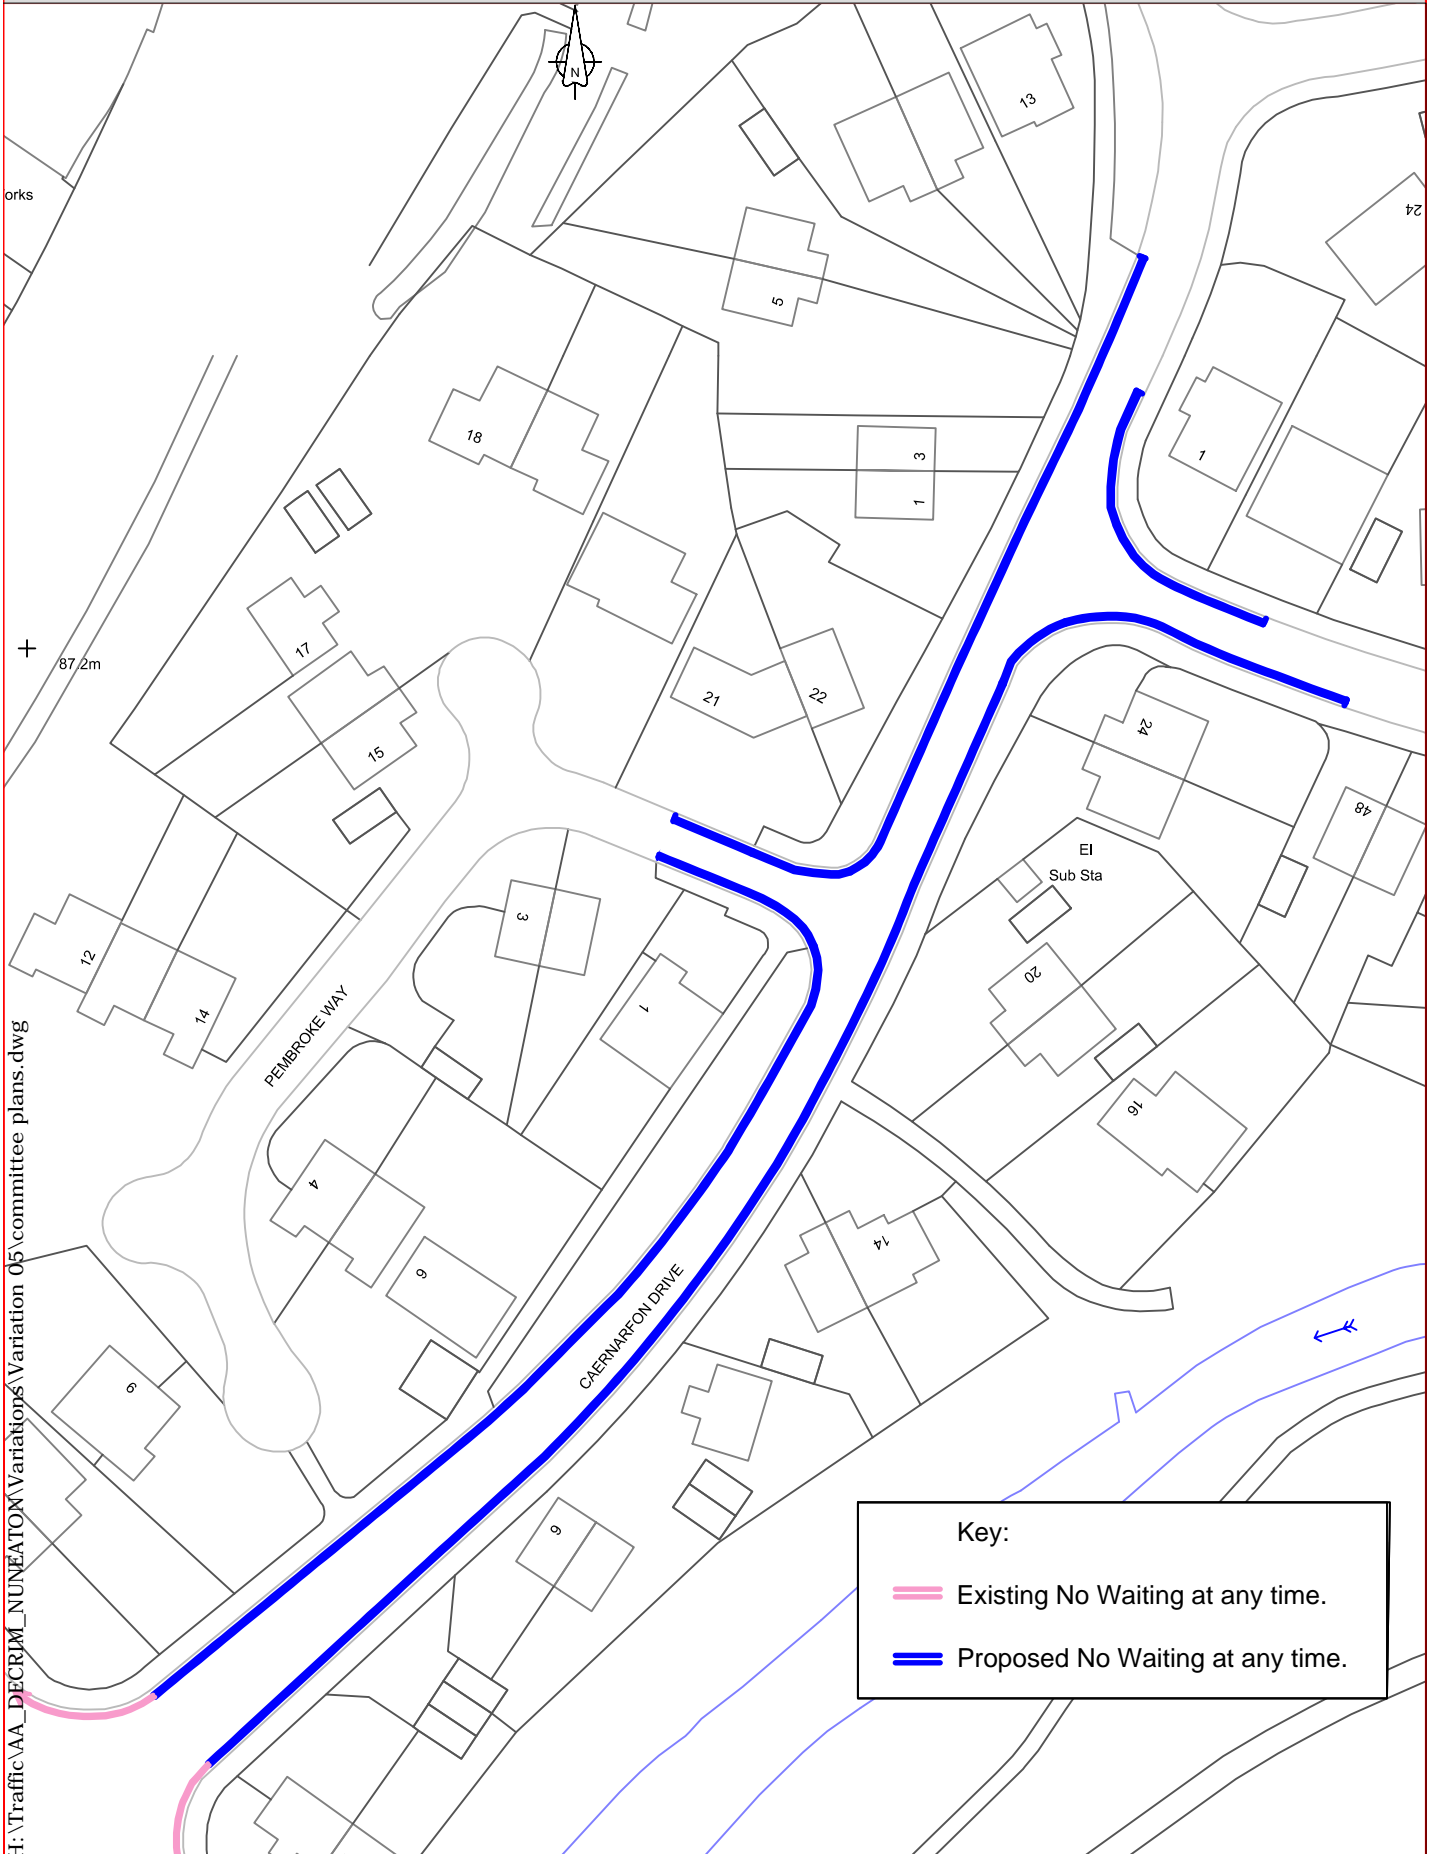 N
13
orks
24
5
18
3
1
1
17
87.2m
15
21
22
24
48
El
Sub Sta
3
12
20
14
1
PEMBROKE WAY
16
4
14
9
CAERNARFON DRIVE
9
9
Key:
Existing No Waiting at any time.
Proposed No Waiting at any time.
H:\Traffic\AA_DECRIM_NUNEATON\Variations\Variation 05\committee plans.dwg